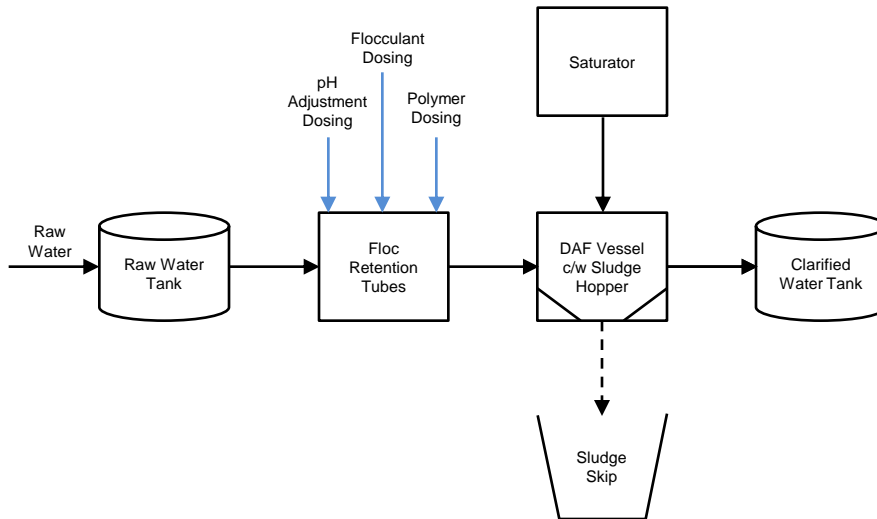 Flocculant
Dosing
pH
Adjustment
Dosing
Polymer
Dosing
Saturator
Raw
Water
Raw Water
Tank
Floc
Retention
Tubes
DAF Vessel
c/w Sludge
Hopper
Clarified
Water Tank
Sludge
Skip